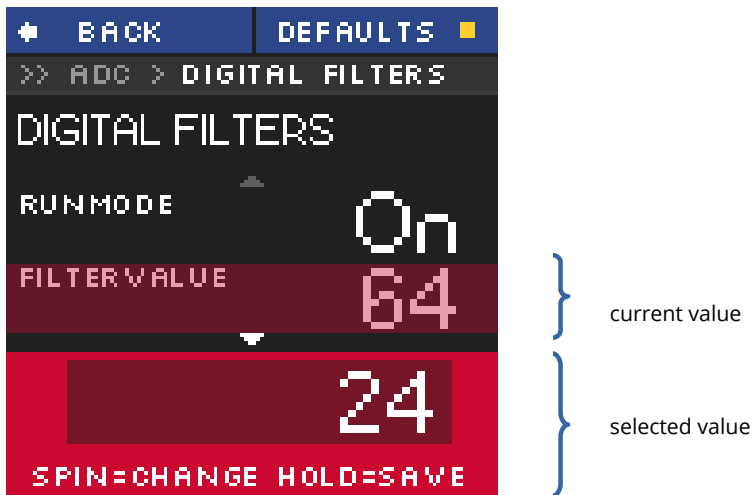 BACK DEFAULTS
>> ADC > DIGITAL FILTERS
DIGITAL FILTERS
RUNMODE On
FILTERVALUE 64
current value
24
selected value
SPIN=CHANGE HOLD=SAVE